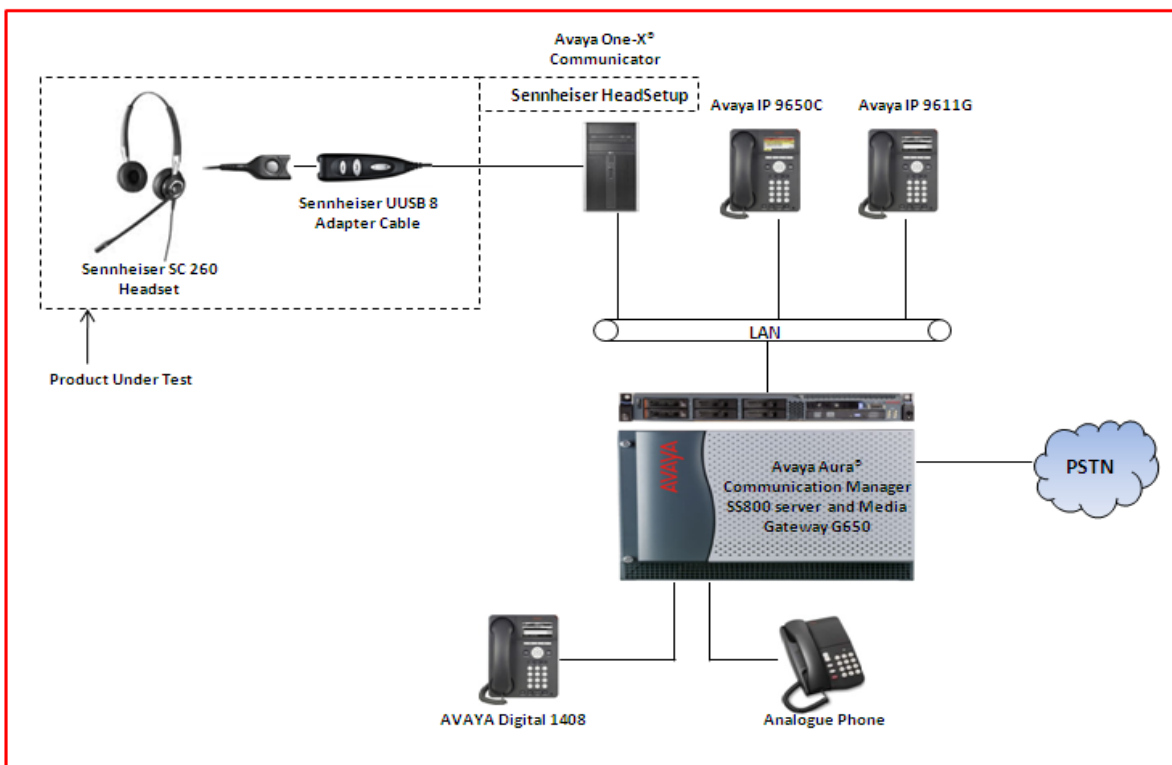 Avaya One-X®
Communicator
Sennheiser HeadSetup
Avaya IP 9650C
Avaya IP 9611G
Sennheiser UUSB 8
Adapter Cable
Sennheiser SC 260
Headset
Product Under Test
LAN
AVAYA
Avaya Aura®
Communication Manager
SS800 server and Media
Gateway G650
PSTN
AVAYA Digital 1408
Analogue Phone